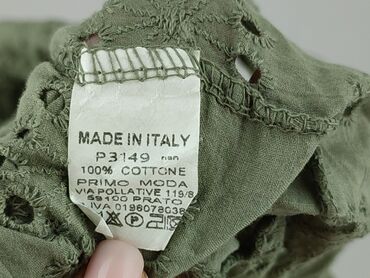 MADE IN ITALY
P3149
100% COTTONE
PRIMO MODA
VIA POLLATIVE 119/8
59100 PRATO